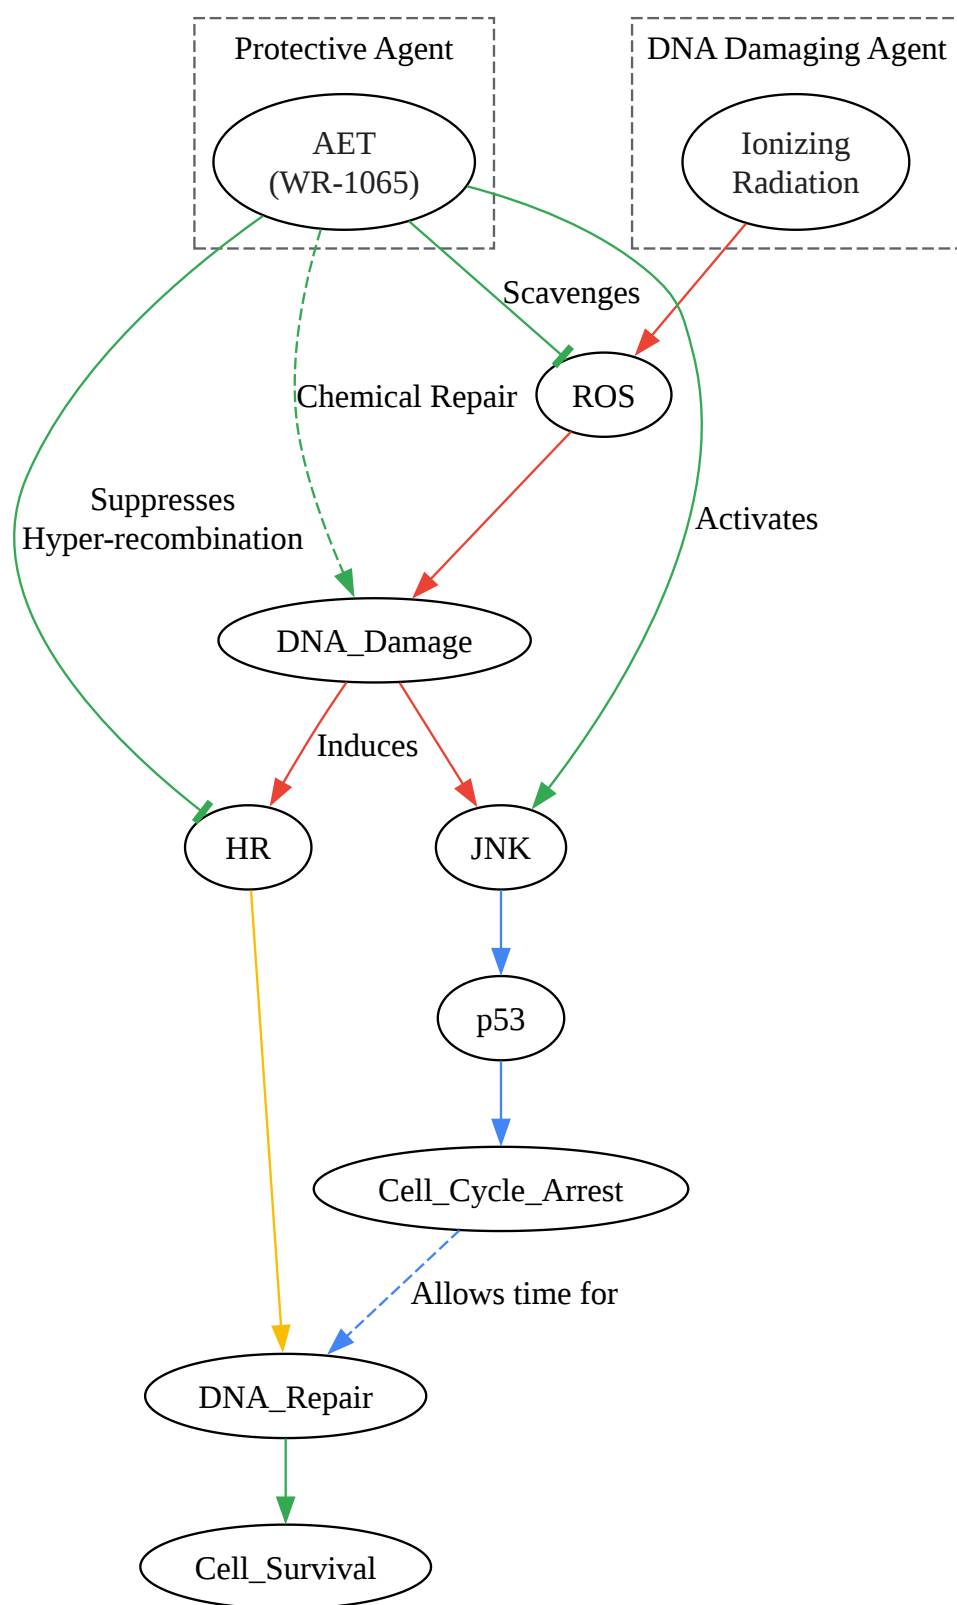 Protective Agent
DNA Damaging Agent
AET
(WR-1065)
Ionizing
Radiation
Scavenges
Chemical Repair
ROS
Suppresses
Hyper-recombination
Activates
DNA_Damage
Induces
HR
JNK
p53
Cell_Cycle_Arrest
Allows time for
DNA_Repair
Cell_Survival